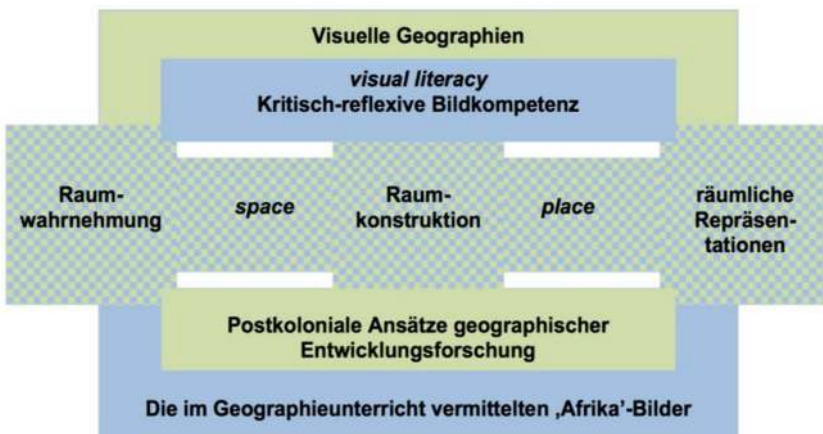 Visuelle Geographien
visual literacy
Kritisch-reflexive Bildkompetenz
Raum-
wahrnehmung
space
Raum-
konstruktion
place
räumliche
Repräsen-
tationen
Postkoloniale Ansätze geographischer
Entwicklungsforschung
Die im Geographieunterricht vermittelten ‚Afrika’-Bilder